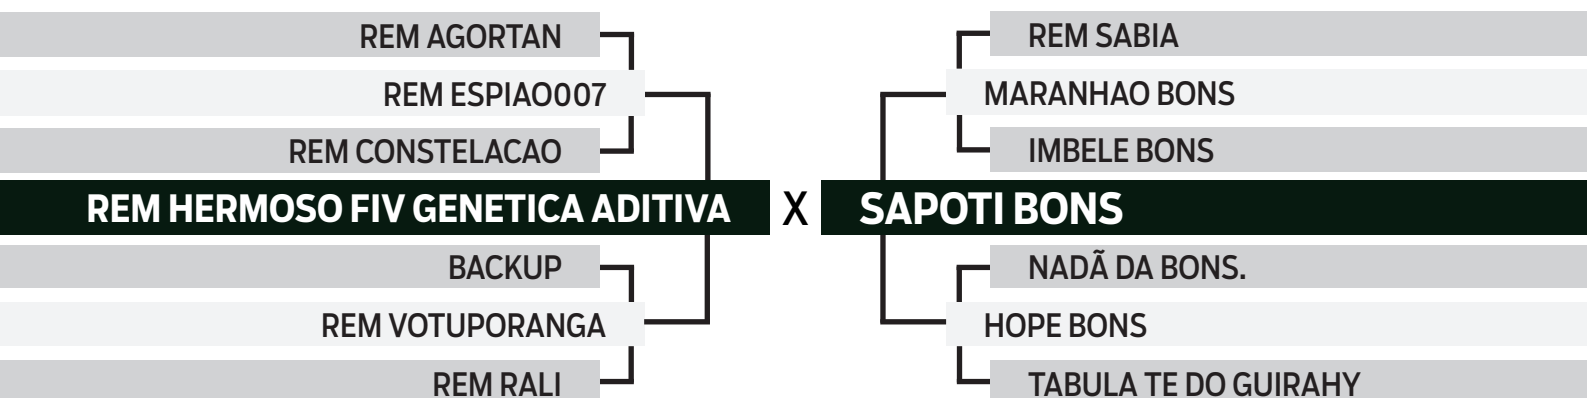 REM AGORTAN
REM ESPIAO007
REM CONSTELACAO
REM HERMOSO FIV GENETICA ADITIVA X SAPOTI BONS
BACKUP
REM VOTUPORANGA
REM RALI
REM SABIA
MARANHAO BONS
IMBELE BONS
NADÃ DA BONS.
HOPE BONS
TABULA TE DO GUIRAHY